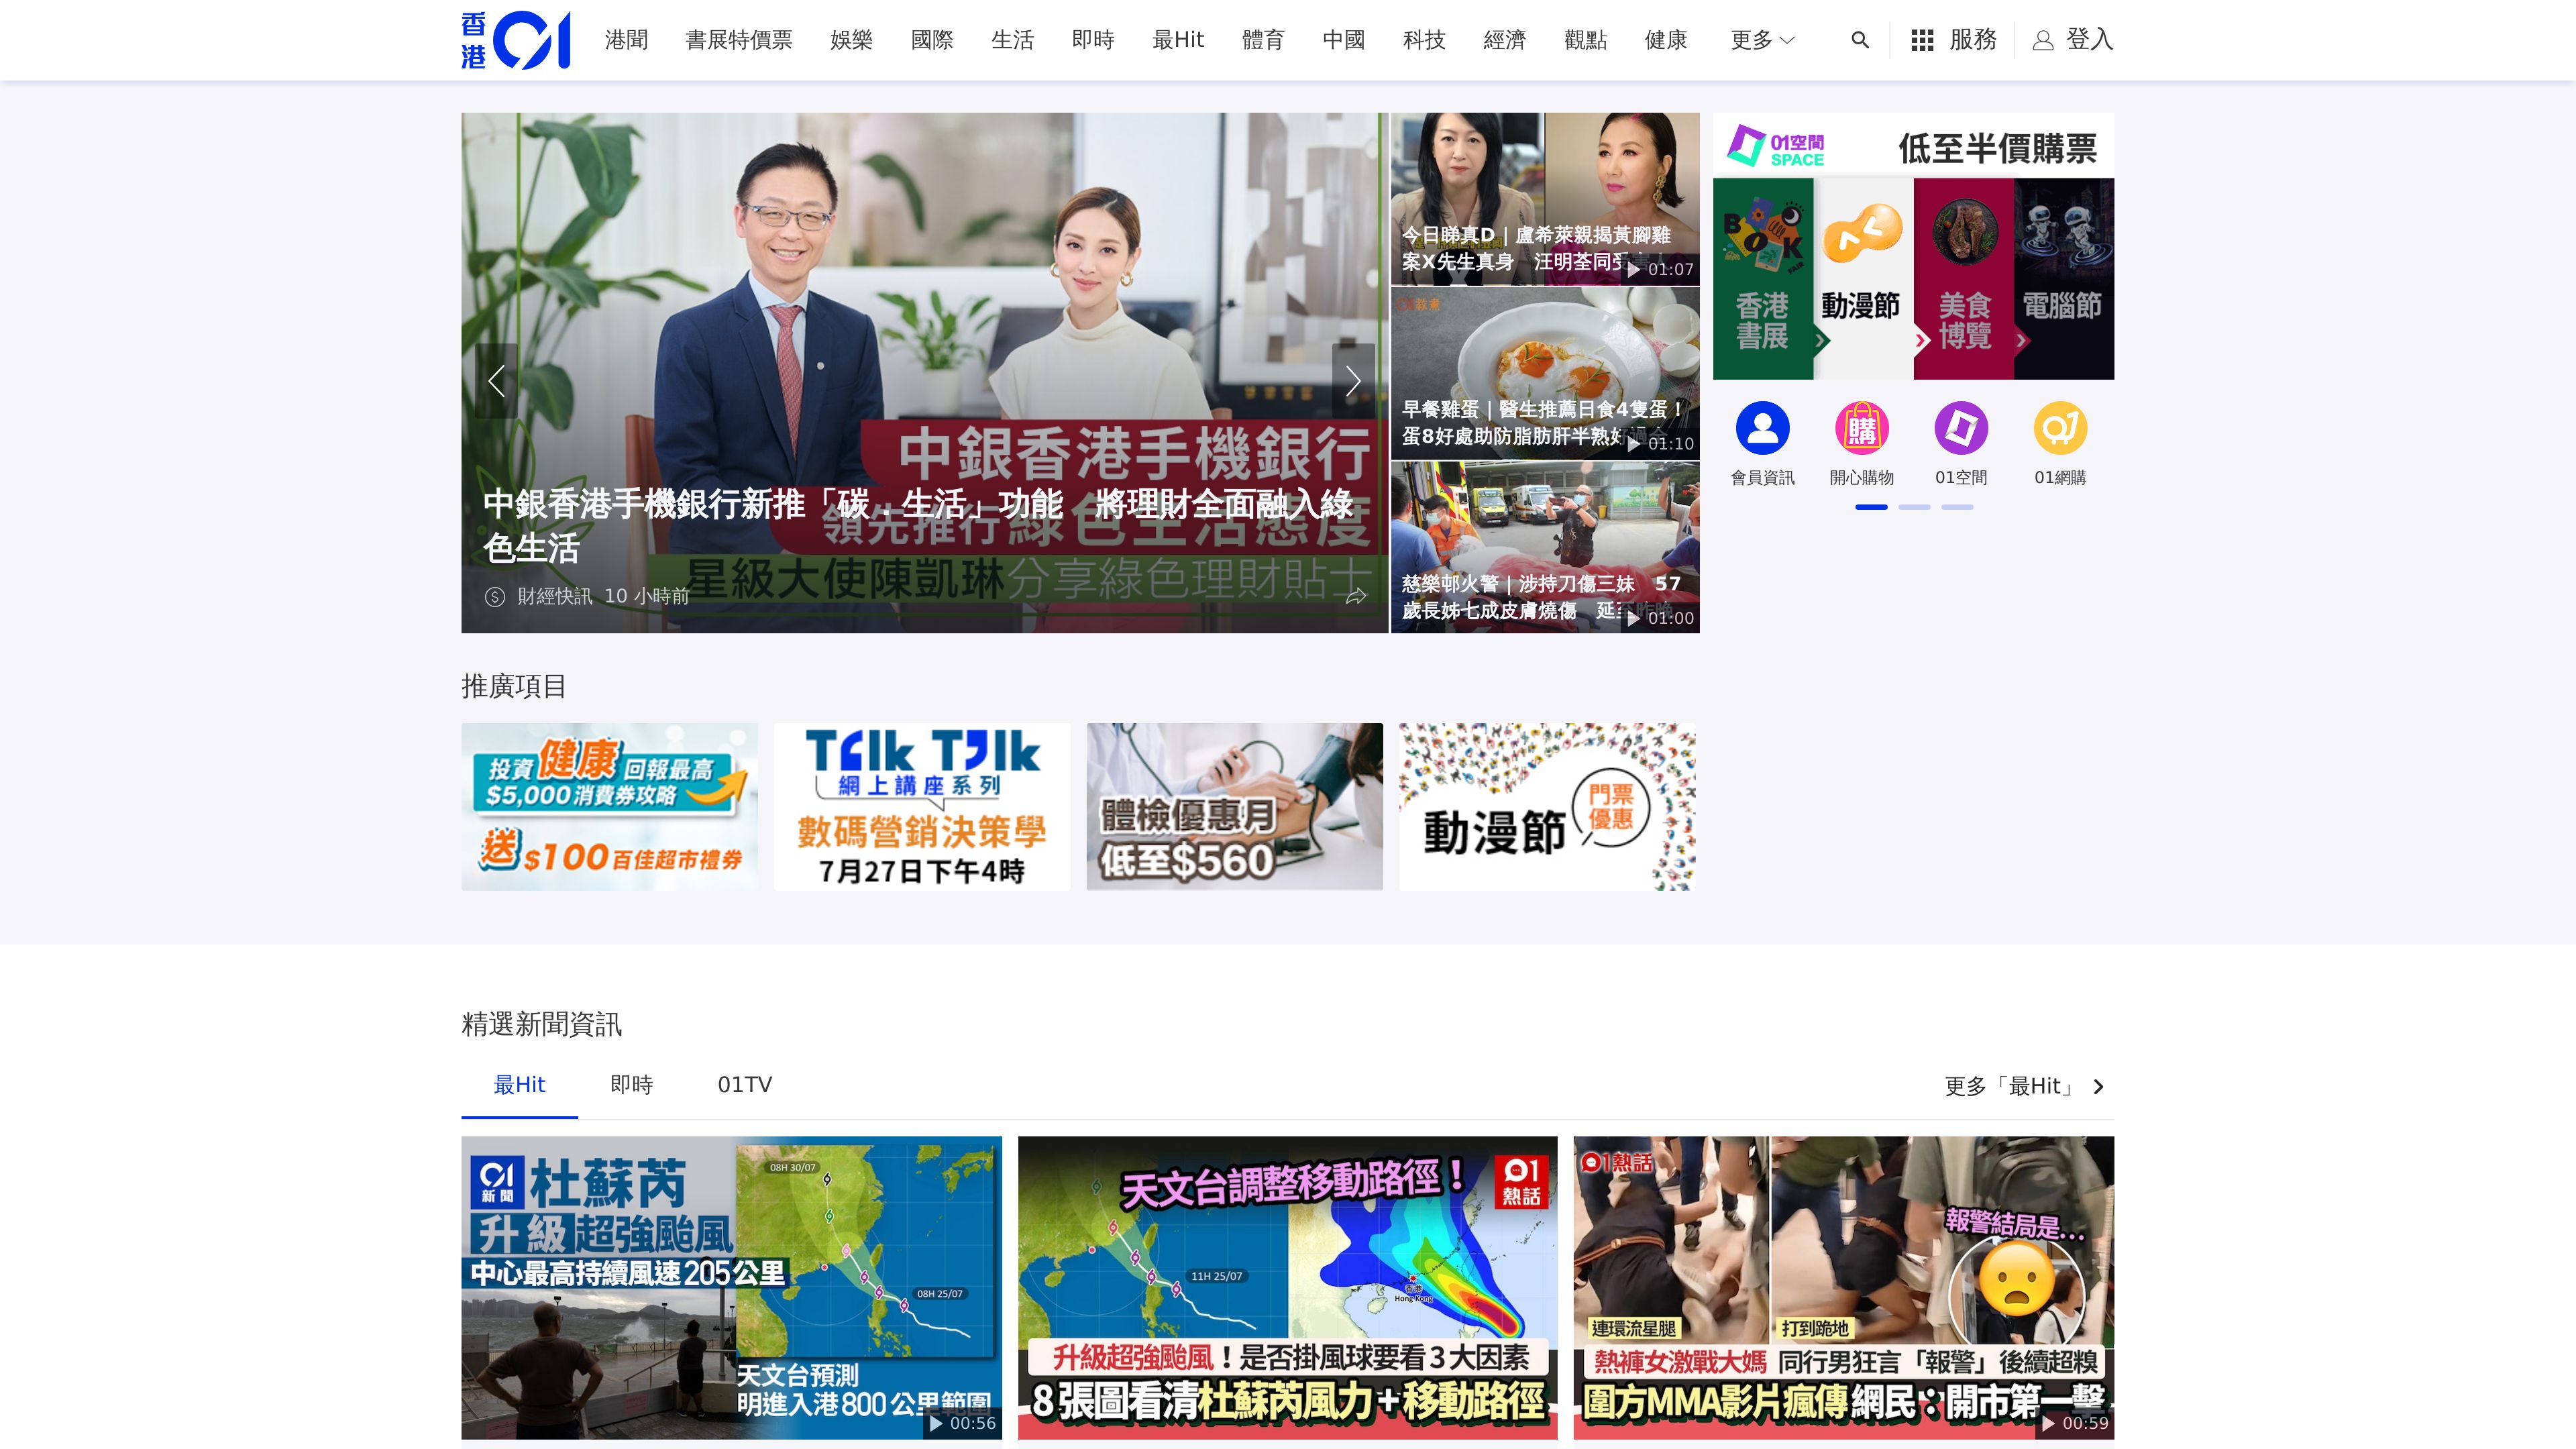 香港01
港聞
書展特價票
娛樂
國際
生活
即時
最Hit
體育
中國
科技
經濟
觀點
健康
更多
服務
登入
中銀香港手機銀行
領先推行綠色生活態度
星級大使陳凱琳分享綠色理財貼士
中銀香港手機銀行新推「碳．生活」功能　將理財全面融入綠
色生活
財經快訊 10 小時前
今日睇真D｜盧希萊親揭黃腳雞
案X先生真身　汪明荃同受
01:07
早餐雞蛋｜醫生推薦日食4隻蛋！
蛋8好處助防脂肪肝半熟好
01:10
慈樂邨火警｜涉持刀傷三妹　57
歲長姊七成皮膚燒傷　延至
01:00
01空間
SPACE
低至半價購票
BOOK
FAIR
香港
書展
動漫節
美食
博覽
電腦節
購
會員資訊
開心購物
01空間
01網購
推廣項目
投資健康回報最高
$5,000消費券攻略
送$100百佳超市禮券
Talk Talk
網上講座系列
數碼營銷決策學
7月27日下午4時
體檢優惠月
低至$560
動漫節
門票
優惠
精選新聞資訊
最Hit
即時
01TV
更多「最Hit」
01
新聞
杜蘇芮
升級超強颱風
中心最高持續風速205公里
08H 30/07
08H 25/07
天文台預測
明進入港800公里範圍
00:56
天文台調整移動路徑！
01
熱話
11H 25/07
香港
Hong Kong
升級超強颱風！是否掛風球要看3大因素
8張圖看清杜蘇芮風力+移動路徑
01熱話
報警結局是...
連環流星腿
打到跪地
熱褲女激戰大媽 同行男狂言「報警」後續超糗
圍方MMA影片瘋傳 網民：開市第一擊
00:59